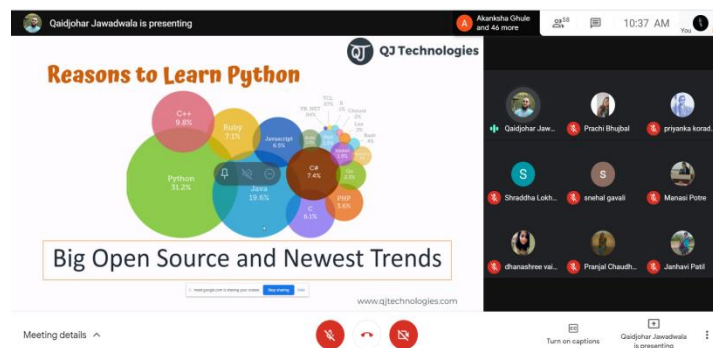 Qaidjohar Jawadwala is presenting
A
Akanksha Ghule
and 46 more
58
10:37 AM
You
QJ
QJ Technologies
Reasons to Learn Python
C++
9.8%
Ruby
7.1%
Javascript
6.5%
Python
31.2%
Java
19.6%
C#
7.4%
C
6.1%
PHP
3.6%
Big Open Source and Newest Trends
Stop sharing
Hide
www.qjtechnologies.com
Qaidjohar Jaw...
Prachi Bhujbal
priyanka korad...
S
S
Shraddha Lokh...
snehal gavali
Manasi Potre
dhanashree vai...
Pranjal Chaudh...
Janhavi Patil
Meeting details
Turn on captions
Qaidjohar Jawadwala
is presenting